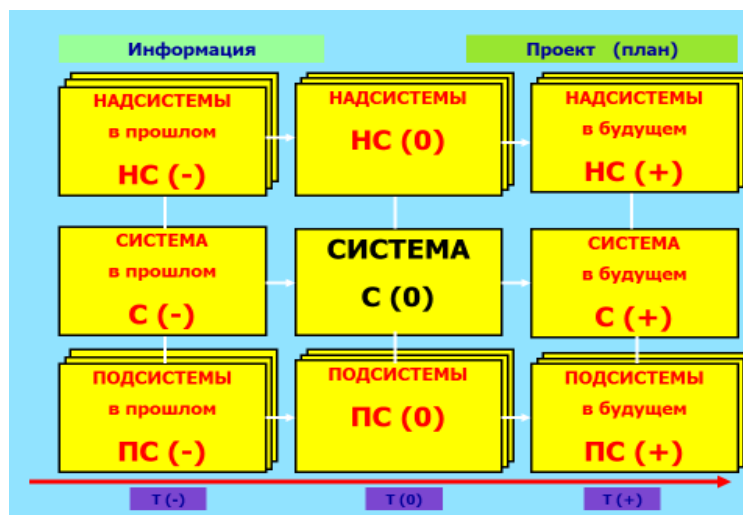 Информация
Проект (план)
НАДСИСТЕМЫ
в прошлом
НС (-)
НАДСИСТЕМЫ
НС (0)
НАДСИСТЕМЫ
в будущем
НС (+)
СИСТЕМА
в прошлом
С (-)
СИСТЕМА
С (0)
СИСТЕМА
в будущем
С (+)
ПОДСИСТЕМЫ
в прошлом
ПС (-)
ПОДСИСТЕМЫ
ПС (0)
ПОДСИСТЕМЫ
в будущем
ПС (+)
Т (-)
Т (0)
Т (+)